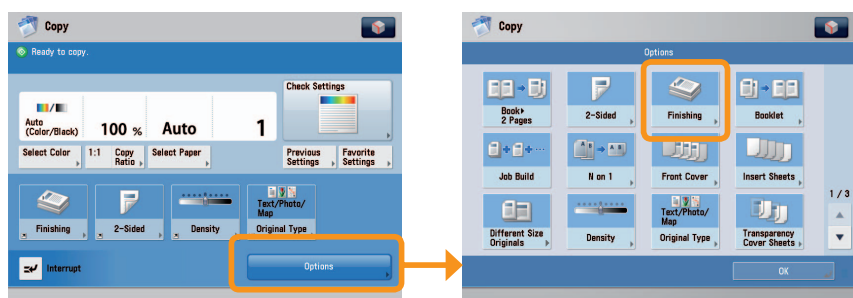 Copy
Ready to copy.
Check Settings
Auto
(Color/Black)
100 %
Auto
1
Select Color
1:1
Copy
Ratio
Select Paper
Previous
Settings
Favorite
Settings
Finishing
2-Sided
Density
Text/Photo/
Map
Original Type
Interrupt
Options
Copy
Options
Book
2 Pages
2-Sided
Finishing
Booklet
Job Build
N on 1
Front Cover
Insert Sheets
1 / 3
Different Size
Originals
Density
Text/Photo/
Map
Original Type
Transparency
Cover Sheets
OK